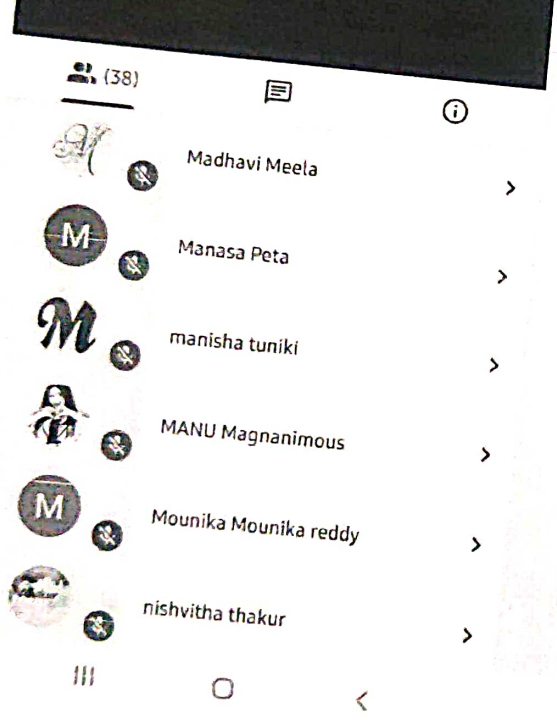 (38)
M Madhavi Meela
M Manasa Peta
M manisha tuniki
MANU Magnanimous
M Mounika Mounika reddy
nishvitha thakur